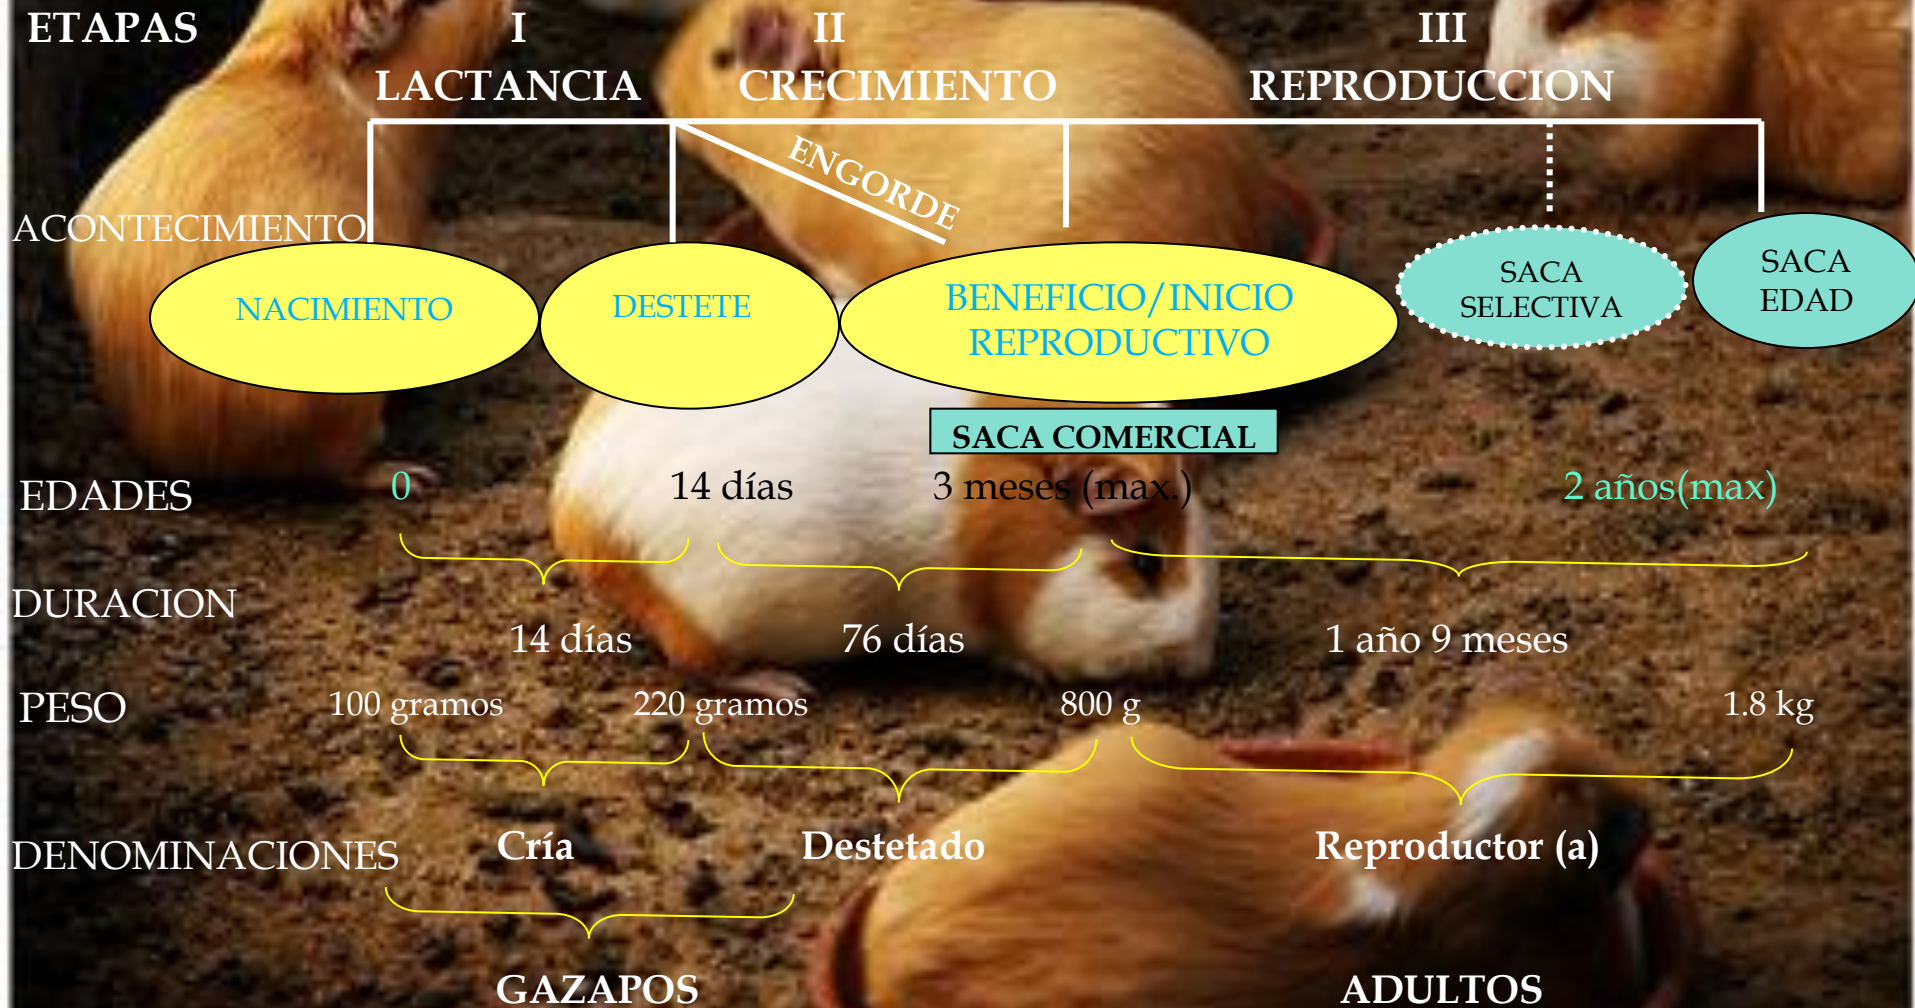 ETAPAS I II III
LACTANCIA CRECIMIENTO REPRODUCCION
ENGORDE
ACONTECIMIENTO
NACIMIENTO DESTETE BENEFICIO/INICIO
REPRODUCTIVO
SACA
SELECTIVA
SACA
EDAD
SACA COMERCIAL
EDADES 0 14 días 3 meses (max.) 2 años(max)
DURACION
14 días 76 días 1 año 9 meses
PESO 100 gramos 220 gramos 800 g 1.8 kg
DENOMINACIONES Cría Destetado Reproductor (a)
GAZAPOS ADULTOS